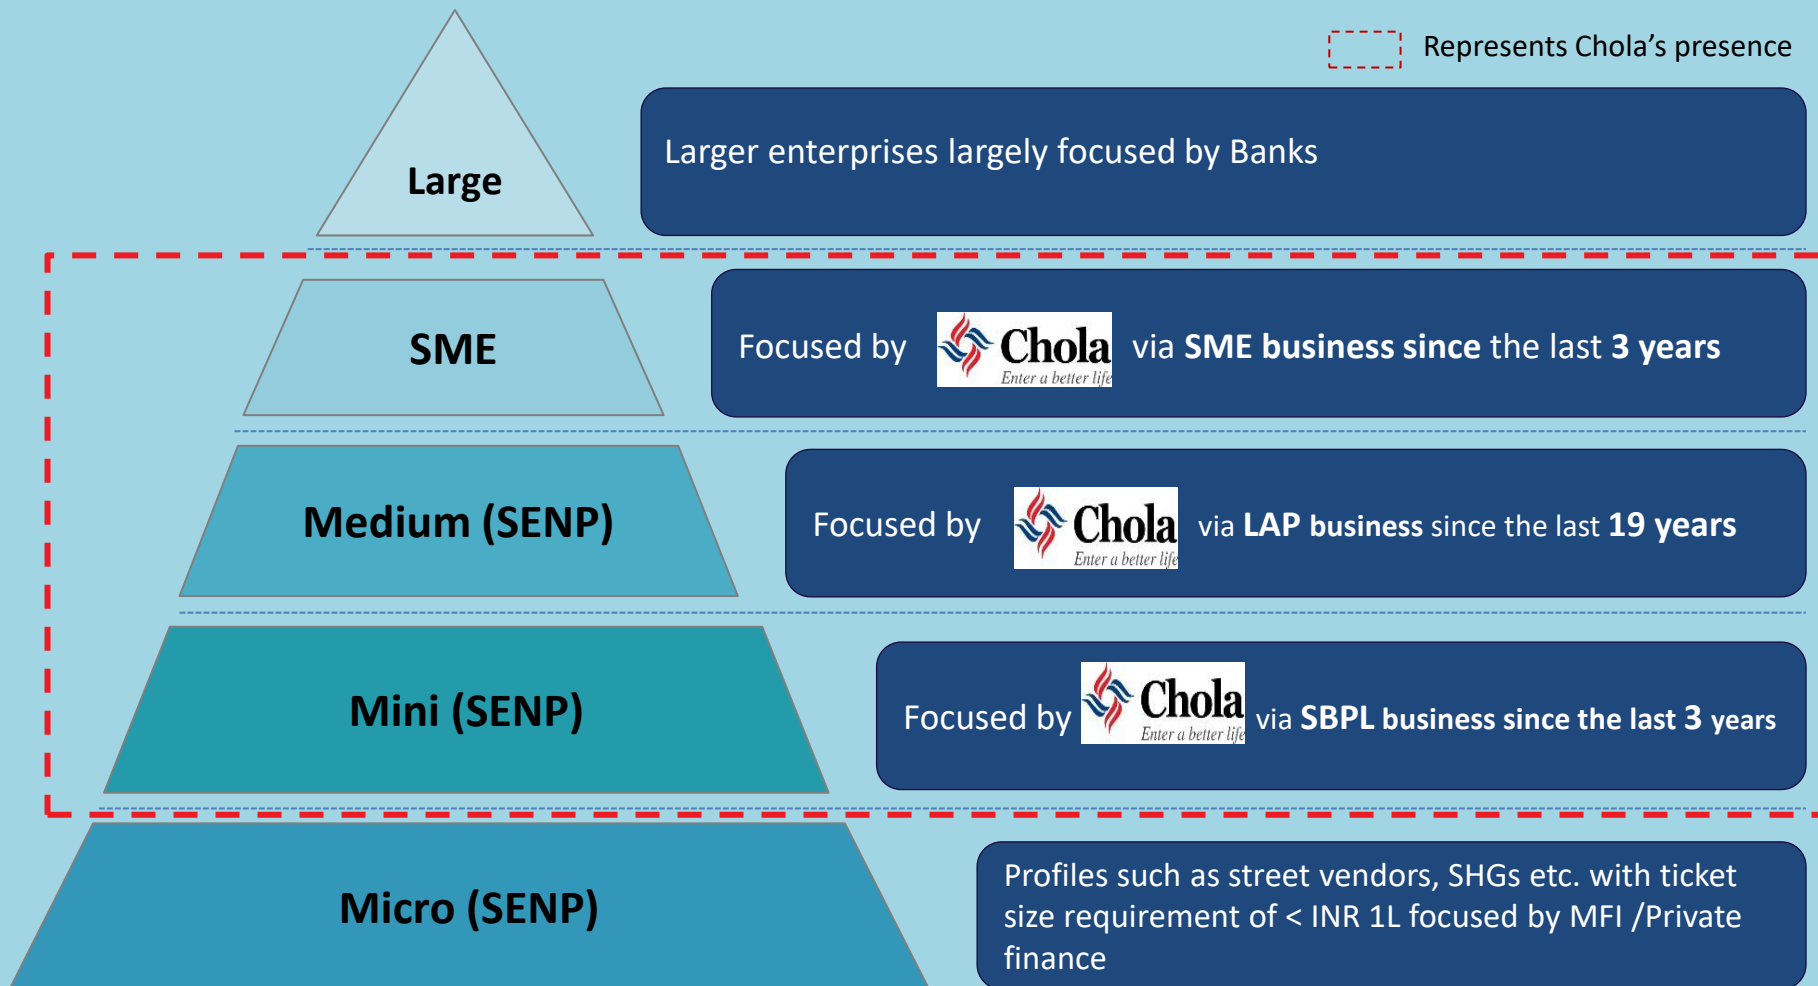 Represents Chola's presence
Large
Larger enterprises largely focused by Banks
SME
Focused by Chola via SME business since the last 3 years
Enter a better life
Medium (SENP)
Focused by Chola via LAP business since the last 19 years
Enter a better life
Mini (SENP)
Focused by Chola via SBPL business since the last 3 years
Enter a better life
Micro (SENP)
Profiles such as street vendors, SHGs etc. with ticket
size requirement of < INR 1L focused by MFI /Private
finance